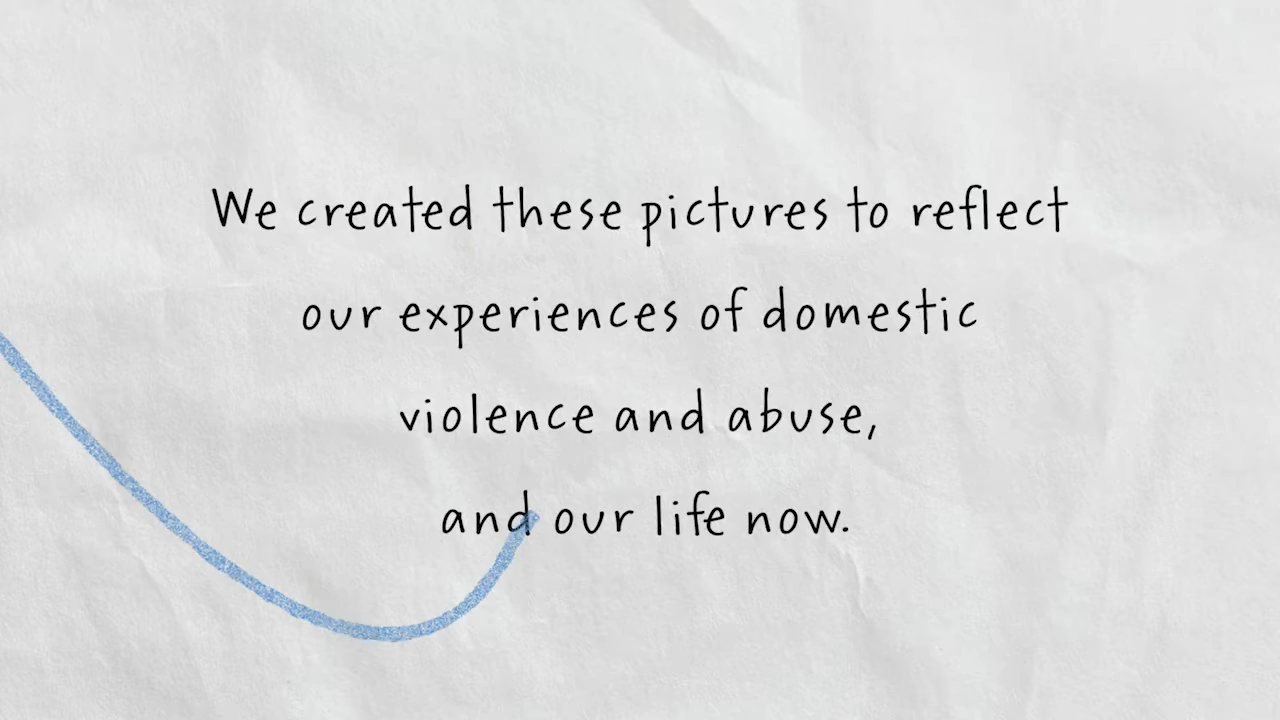 We created these pictures to reflect
our experiences of domestic
violence and abuse,
and our life now.